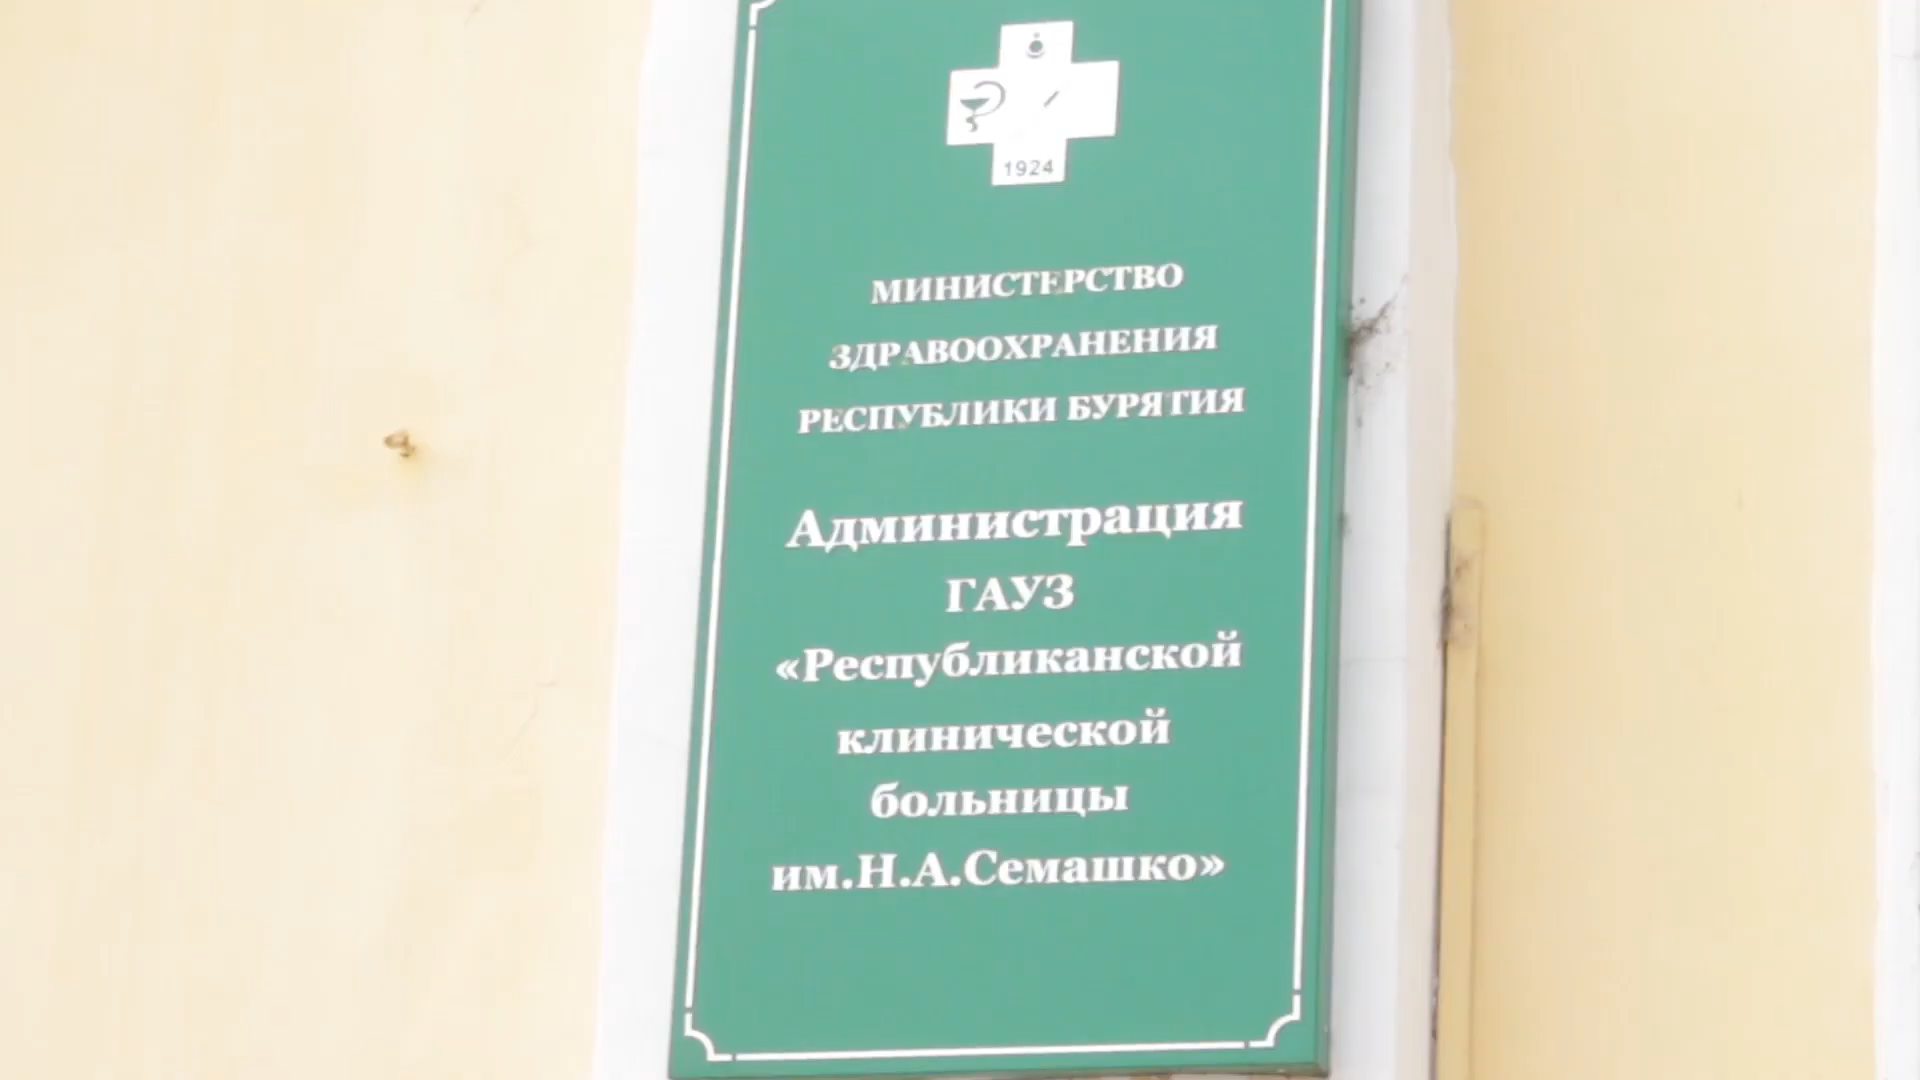 1924
МИНИСТЕРСТВО
ЗДРАВООХРАНЕНИЯ
РЕСПУБЛИКИ БУРЯТИЯ
Администрация
ГАУЗ
«Республиканской
клинической
больницы
им.Н.А.Семашко»